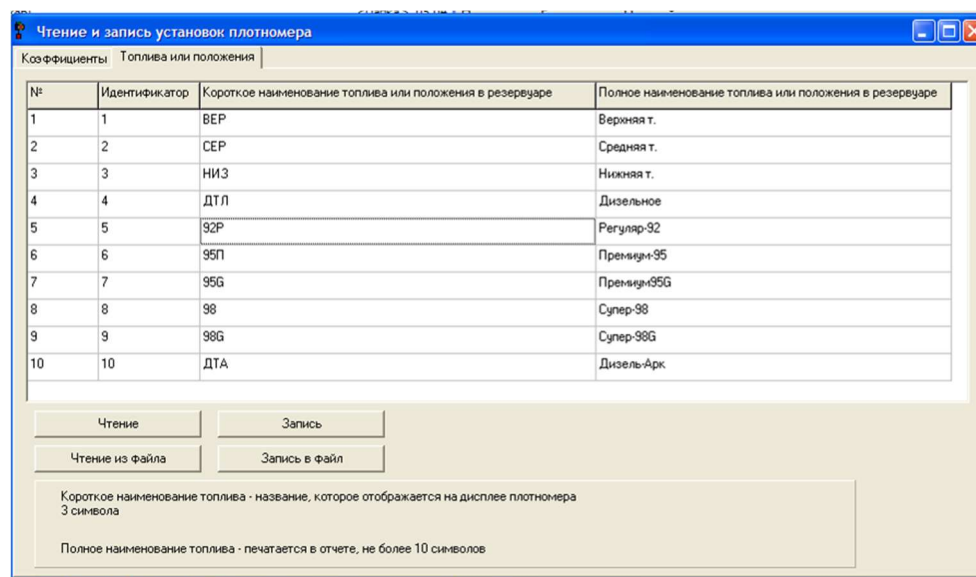 Чтение и запись установок плотномера
Коэффициенты Топлива или положения
№ Идентификатор Короткое наименование топлива или положения в резервуаре Полное наименование топлива или положения в резервуаре
1 1 ВЕР Верхняя т.
2 2 СЕР Средняя т.
3 3 НИЗ Нижняя т.
4 4 ДТЛ Дизельное
5 5 92Р Регуляр-92
6 6 95П Премиум-95
7 7 95G Премиум95G
8 8 98 Супер-98
9 9 98G Супер-98G
10 10 ДТА Дизель-Арк
Чтение Запись
Чтение из файла Запись в файл
Короткое наименование топлива - название, которое отображается на дисплее плотномера
3 символа
Полное наименование топлива - печатается в отчете, не более 10 символов